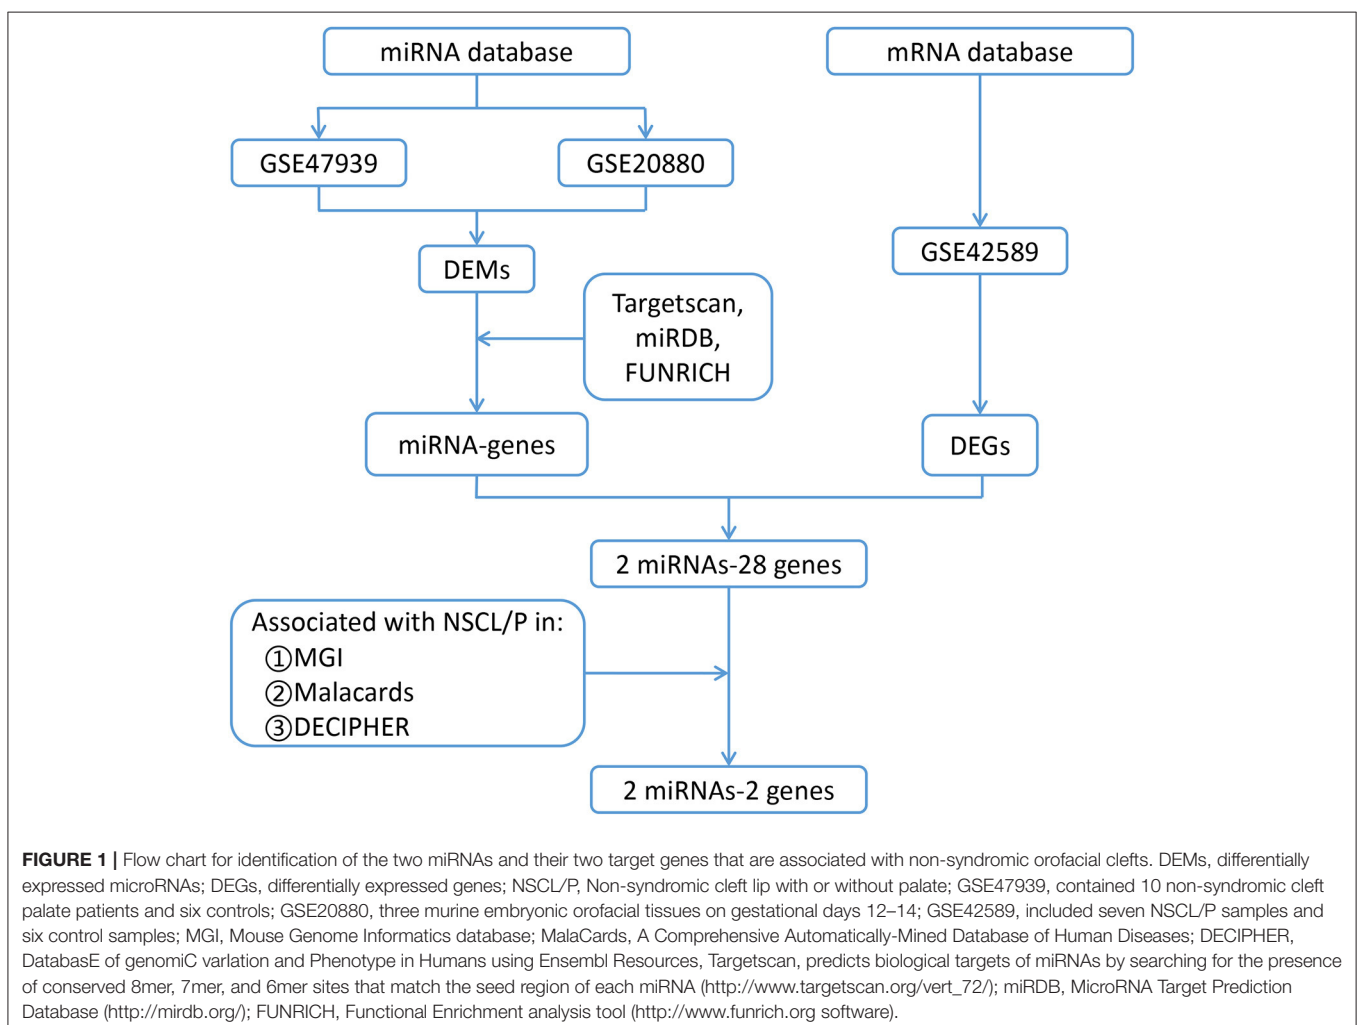 miRNA database
mRNA database
GSE47939
GSE20880
GSE42589
DEMs
Targetscan,
miRDB,
FUNRICH
miRNA-genes
DEGs
2 miRNAs-28 genes
Associated with NSCL/P in:
①MGI
②Malacards
③DECIPHER
2 miRNAs-2 genes
FIGURE 1 | Flow chart for identification of the two miRNAs and their two target genes that are associated with non-syndromic orofacial clefts. DEMs, differentially
expressed microRNAs; DEGs, differentially expressed genes; NSCL/P, Non-syndromic cleft lip with or without palate; GSE47939, contained 10 non-syndromic cleft
palate patients and six controls; GSE20880, three murine embryonic orofacial tissues on gestational days 12–14; GSE42589, included seven NSCL/P samples and
six control samples; MGI, Mouse Genome Informatics database; MalaCards, A Comprehensive Automatically-Mined Database of Human Diseases; DECIPHER,
DatabasE of genomiC varIation and Phenotype in Humans using Ensembl Resources, Targetscan, predicts biological targets of miRNAs by searching for the presence
of conserved 8mer, 7mer, and 6mer sites that match the seed region of each miRNA (http://www.targetscan.org/vert_72/); miRDB, MicroRNA Target Prediction
Database (http://mirdb.org/); FUNRICH, Functional Enrichment analysis tool (http://www.funrich.org software).